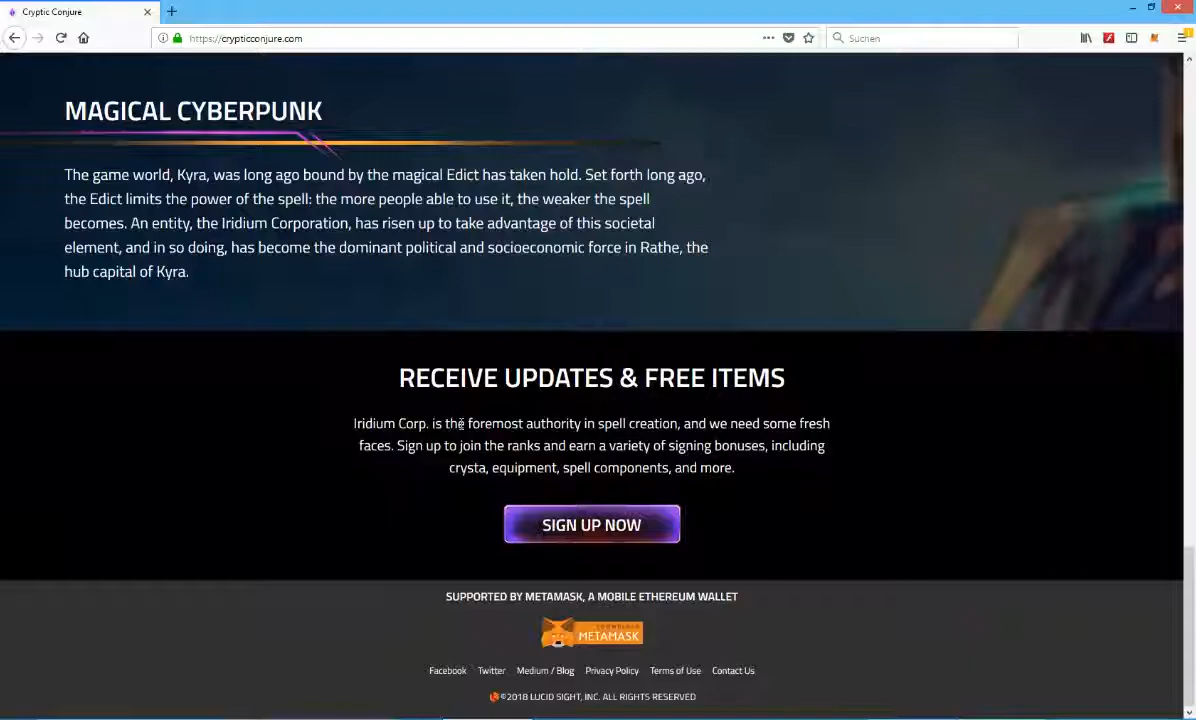 Cryptic Conjure
https://crypticconjure.com
Suchen
MAGICAL CYBERPUNK
The game world, Kyra, was long ago bound by the magical Edict has taken hold. Set forth long ago,
the Edict limits the power of the spell: the more people able to use it, the weaker the spell
becomes. An entity, the Iridium Corporation, has risen up to take advantage of this societal
element, and in so doing, has become the dominant political and socioeconomic force in Rathe, the
hub capital of Kyra.
RECEIVE UPDATES & FREE ITEMS
Iridium Corp. is the foremost authority in spell creation, and we need some fresh
faces. Sign up to join the ranks and earn a variety of signing bonuses, including
crysta, equipment, spell components, and more.
SIGN UP NOW
SUPPORTED BY METAMASK, A MOBILE ETHEREUM WALLET
DOWNLOAD
METAMASK
Facebook Twitter Medium / Blog Privacy Policy Terms of Use Contact Us
©2018 LUCID SIGHT, INC. ALL RIGHTS RESERVED